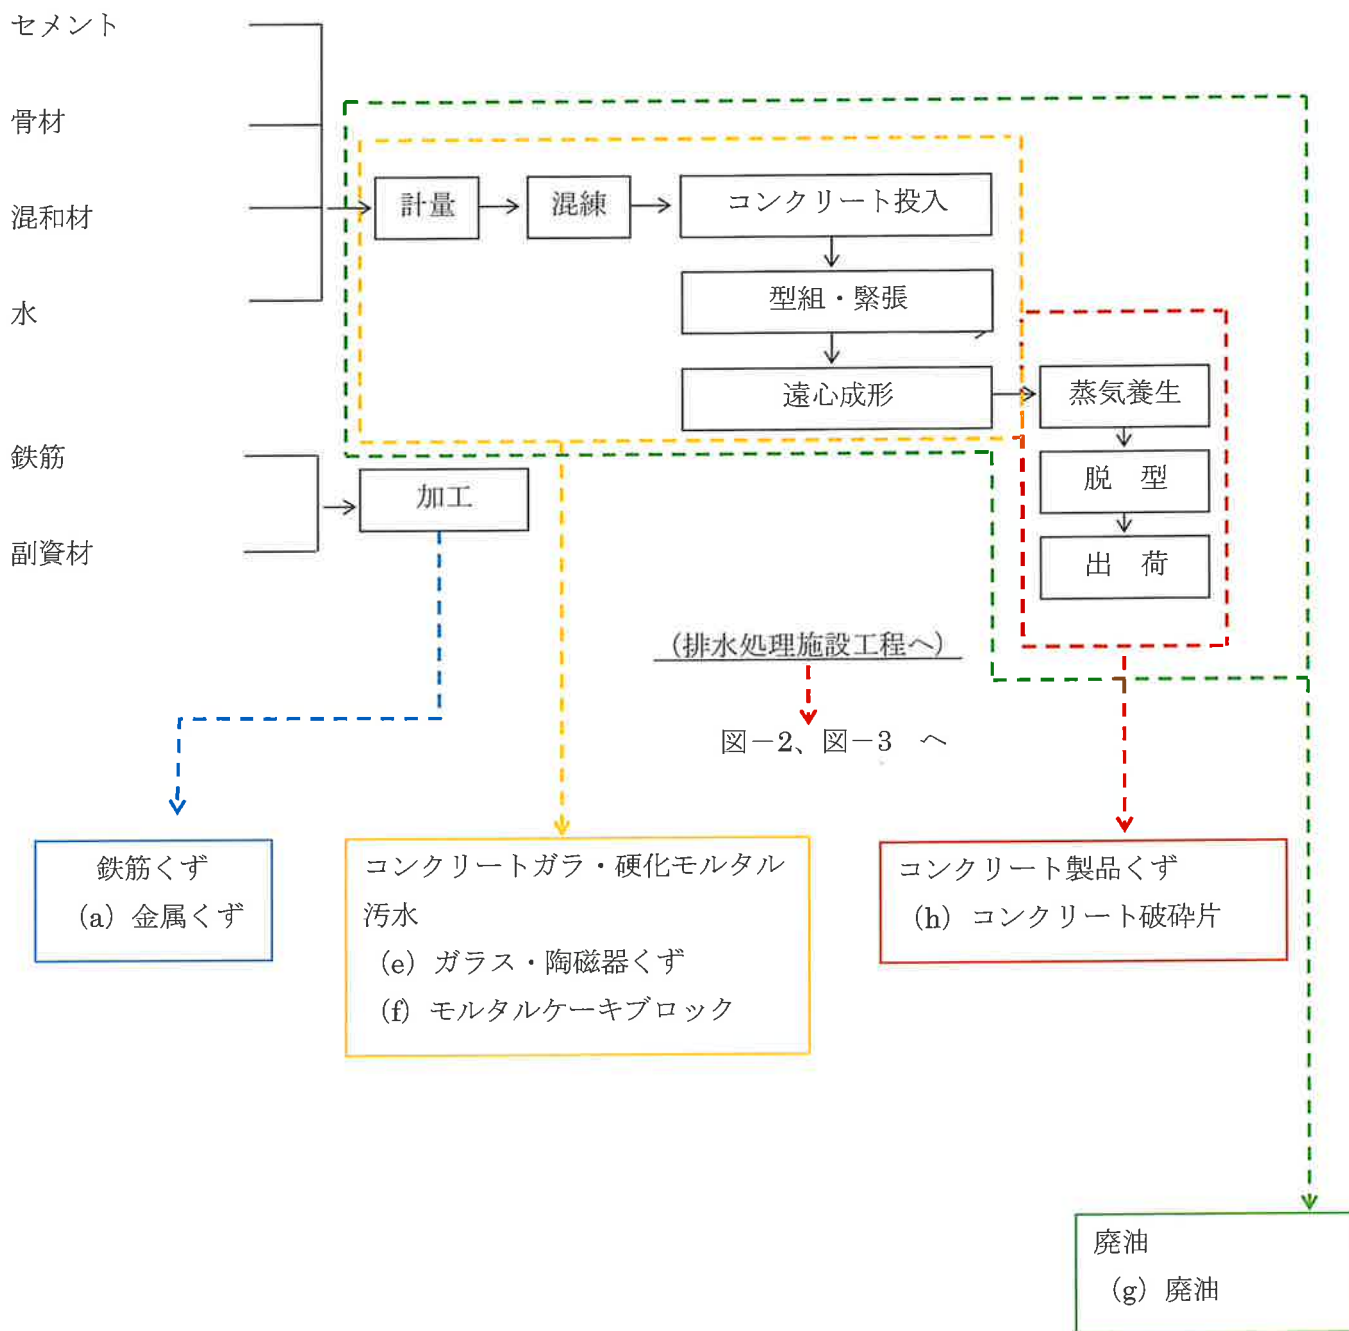 セメント
骨材
混和材
水
鉄筋
副資材
計量
混練
コンクリート投入
型組・緊張
遠心成形
蒸気養生
脱 型
出 荷
加工
(排水処理施設工程へ)
図－2、図－3 へ
鉄筋くず
(a) 金属くず
コンクリートガラ・硬化モルタル
汚水
(e) ガラス・陶磁器くず
(f) モルタルケーキブロック
コンクリート製品くず
(h) コンクリート破砕片
廃油
(g) 廃油